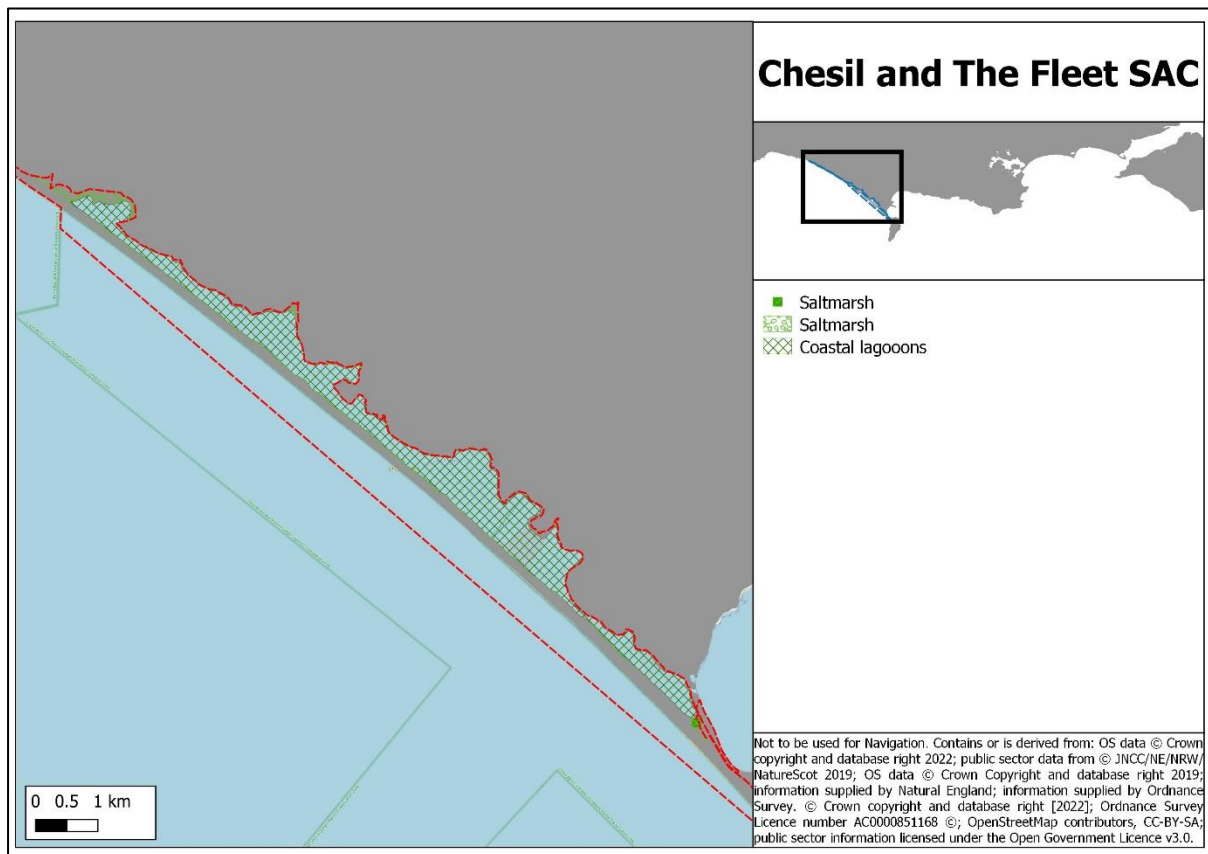 Chesil and The Fleet SAC
Saltmarsh
Saltmarsh
Coastal lagooons
0 0.5 1 km
Not to be used for Navigation. Contains or is derived from: OS data © Crown
copyright and database right 2022; public sector data from © JNCC/NE/NRW/
NatureScot 2019; OS data © Crown Copyright and database right 2019;
information supplied by Natural England; information supplied by Ordnance
Survey. © Crown copyright and database right [2022]; Ordnance Survey
Licence number AC0000851168 ©; OpenStreetMap contributors, CC-BY-SA;
public sector information licensed under the Open Government Licence v3.0.